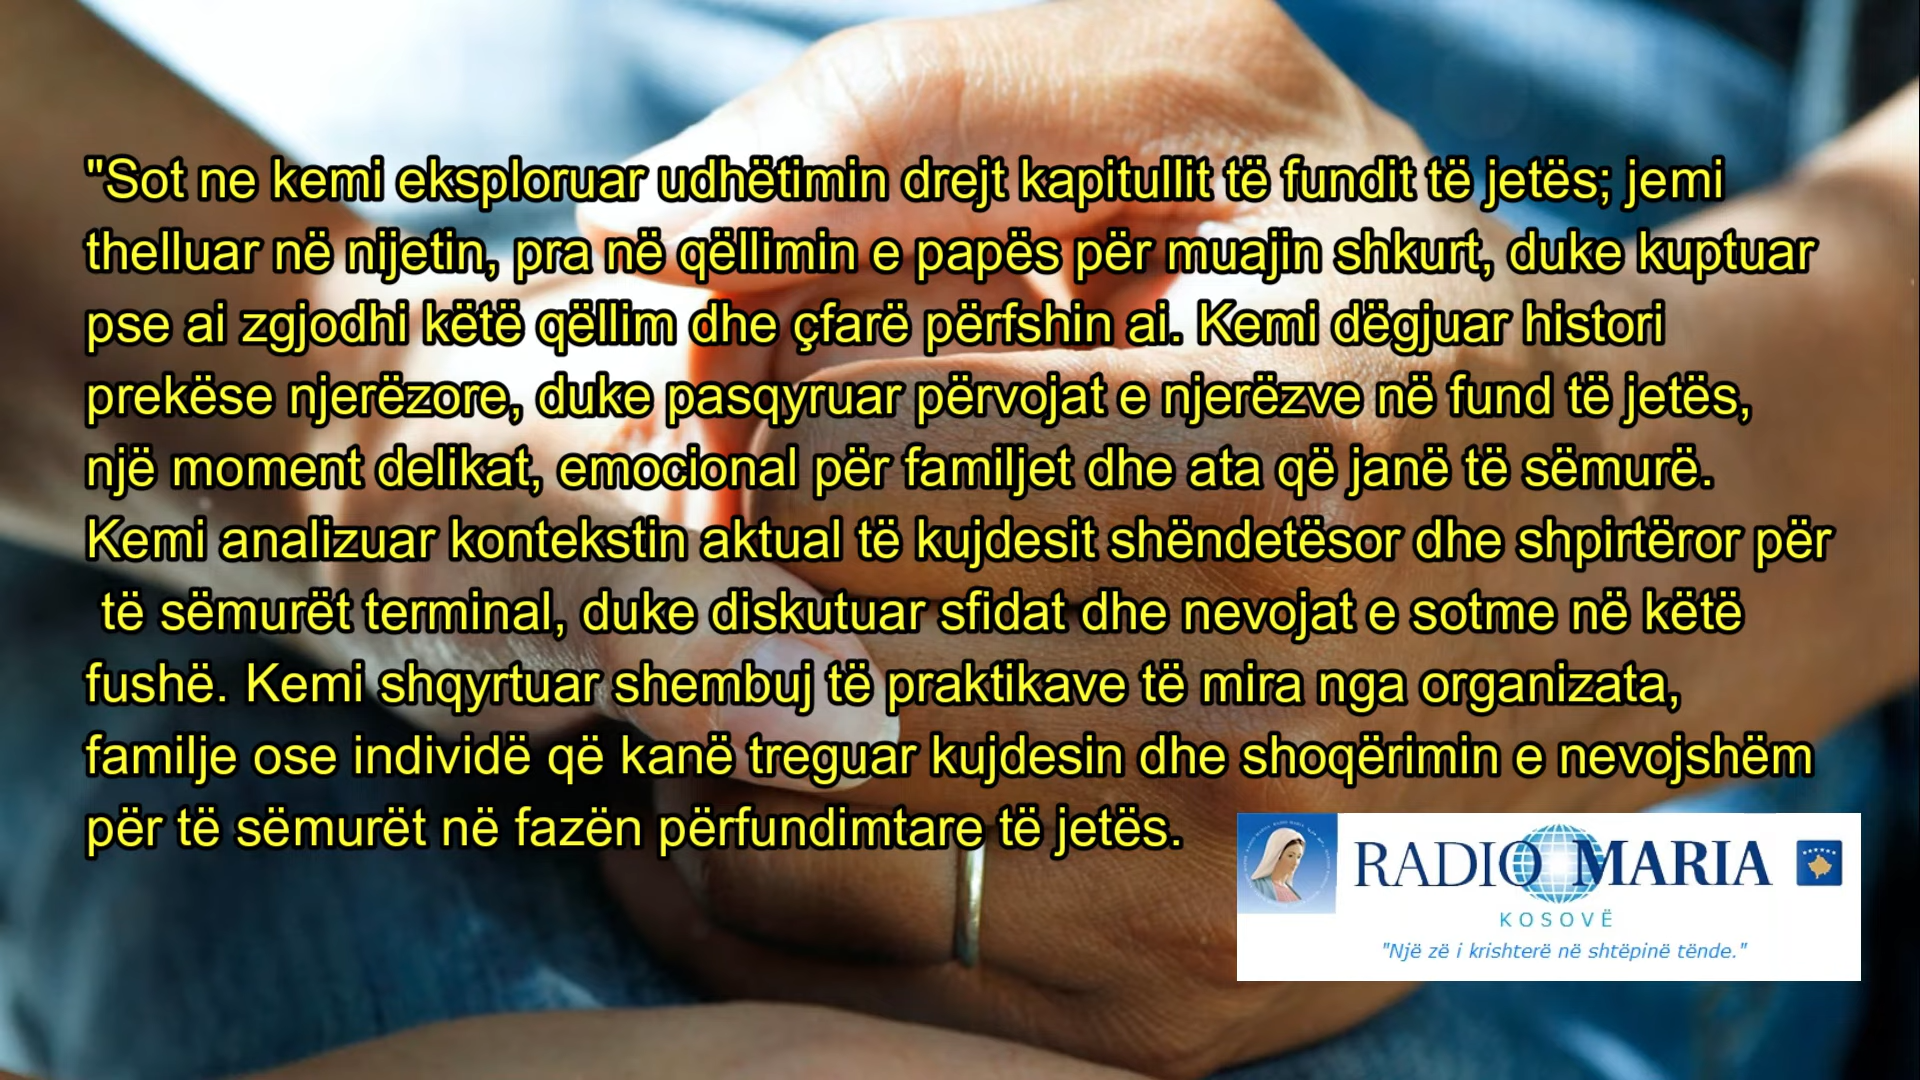 "Sot ne kemi eksploruar udhëtimin drejt kapitullit të fundit të jetës; jemi
thelluar në nijetin, pra në qëllimin e papës për muajin shkurt, duke kuptuar
pse ai zgjodhi këtë qëllim dhe çfarë përfshin ai. Kemi dëgjuar histori
prekëse njerëzore, duke pasqyruar përvojat e njerëzve në fund të jetës,
një moment delikat, emocional për familjet dhe ata që janë të sëmurë.
Kemi analizuar kontekstin aktual të kujdesit shëndetësor dhe shpirtëror për
të sëmurët terminal, duke diskutuar sfidat dhe nevojat e sotme në këtë
fushë. Kemi shqyrtuar shembuj të praktikave të mira nga organizata,
familje ose individë që kanë treguar kujdesin dhe shoqërimin e nevojshëm
për të sëmurët në fazën përfundimtare të jetës.
RADIO MARIA
KOSOVË
"Një zë i krishterë në shtëpinë tënde."